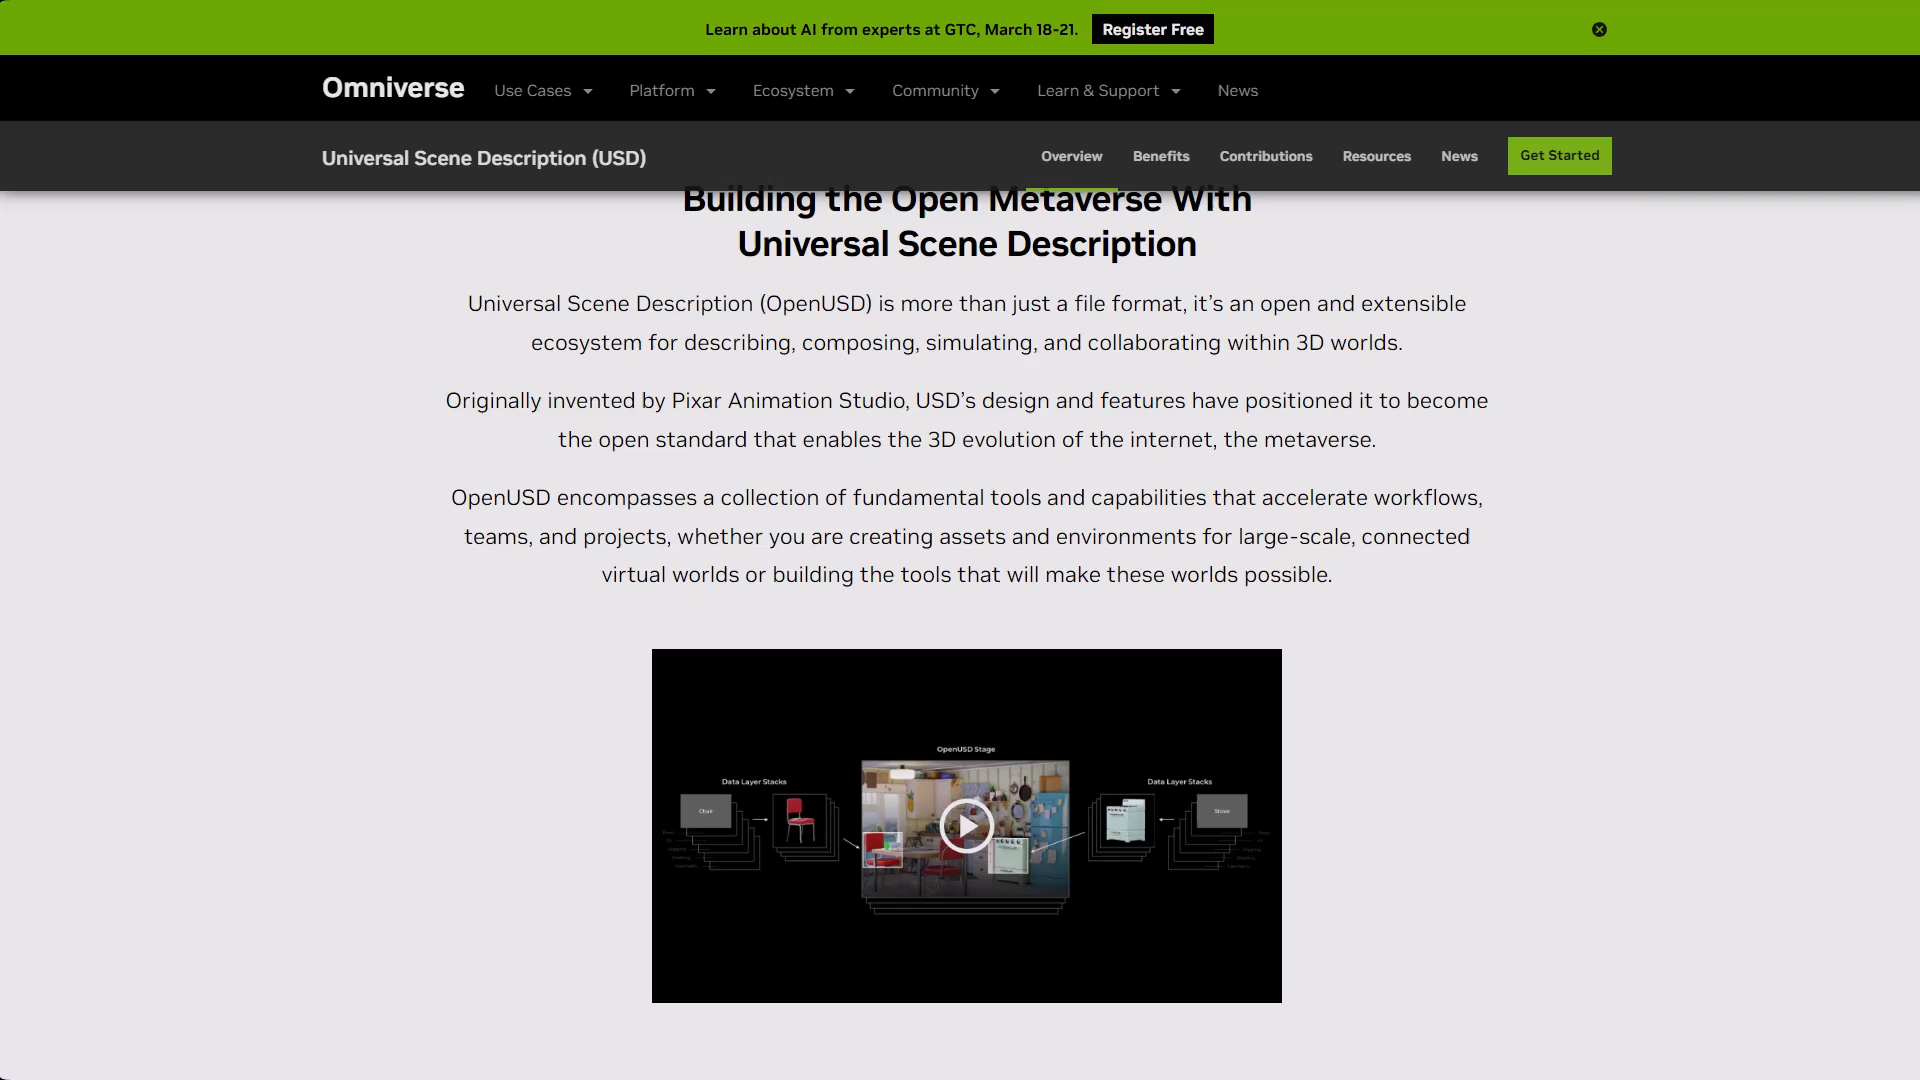 Learn about AI from experts at GTC, March 18-21. Register Free
Omniverse Use Cases Platform Ecosystem Community Learn & Support News
Universal Scene Description (USD) Overview Benefits Contributions Resources News Get Started
Building the Open Metaverse With
Universal Scene Description
Universal Scene Description (OpenUSD) is more than just a file format, it’s an open and extensible
ecosystem for describing, composing, simulating, and collaborating within 3D worlds.
Originally invented by Pixar Animation Studio, USD’s design and features have positioned it to become
the open standard that enables the 3D evolution of the internet, the metaverse.
OpenUSD encompasses a collection of fundamental tools and capabilities that accelerate workflows,
teams, and projects, whether you are creating assets and environments for large-scale, connected
virtual worlds or building the tools that will make these worlds possible.
OpenUSD Stage
Data Layer Stacks Data Layer Stacks
Chair Stove